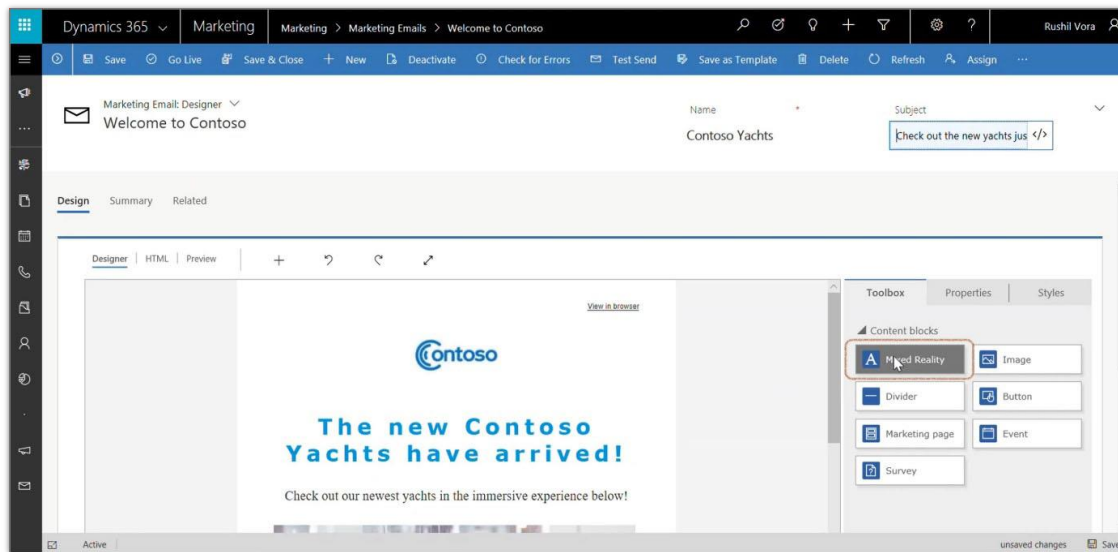 Dynamics 365 Marketing Marketing > Marketing Emails > Welcome to Contoso Rushil Vora
Save Go Live Save & Close + New Deactivate Check for Errors Test Send Save as Template Delete Refresh Assign ...
Marketing Email: Designer
Welcome to Contoso
Name *
Contoso Yachts
Subject
Check out the new yachts jus </>
Design Summary Related
Designer | HTML | Preview
Toolbox Properties | Styles
View in browser
Content blocks
Contoso
A Mixed Reality Image
Divider Button
The new Contoso
Yachts have arrived!
Marketing page Event
Survey
Check out our newest yachts in the immersive experience below!
Active unsaved changes Save